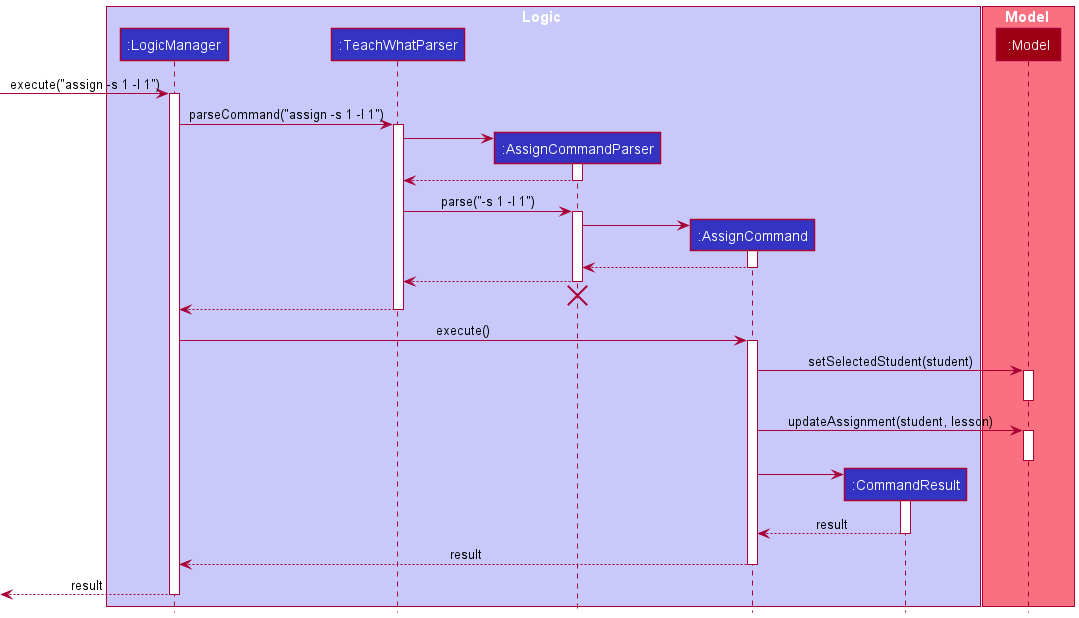 Logic
Model
:LogicManager
:TeachWhatParser
:Model
execute("assign -s 1 -l 1")
parseCommand("assign -s 1 -l 1")
:AssignCommandParser
parse("-s 1 -l 1")
:AssignCommand
execute()
setSelectedStudent(student)
updateAssignment(student, lesson)
:CommandResult
result
result
result